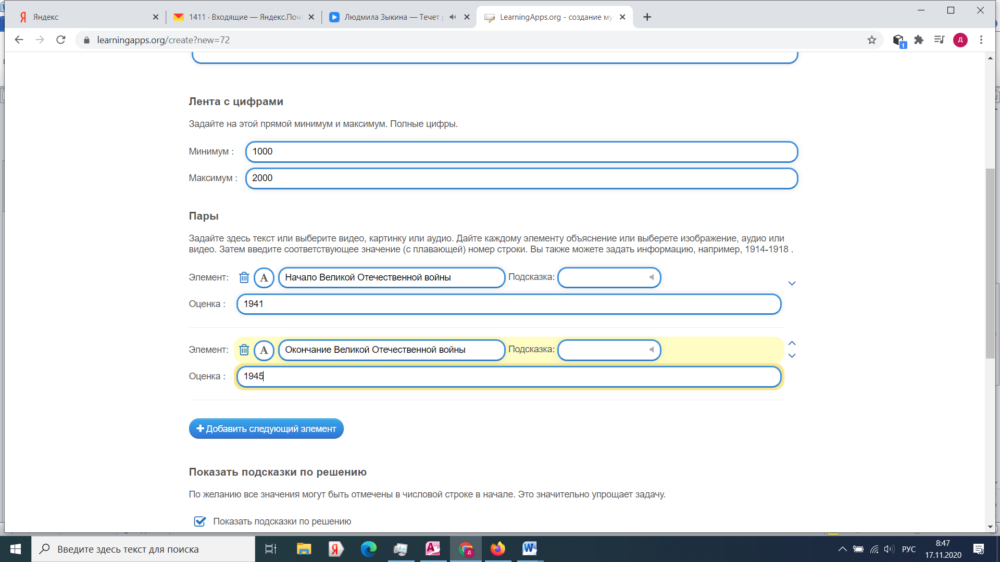 Яндекс
1411 · Входящие — Яндекс.Поч
Людмила Зыкина — Течет
LearningApps.org - создание му
learningapps.org/create?new=72
1
Д
Лента с цифрами
Задайте на этой прямой минимум и максимум. Полные цифры.
Минимум : 1000
Максимум : 2000
Пары
Задайте здесь текст или выберите видео, картинку или аудио. Дайте каждому элементу объяснение или выберете изображение, аудио или
видео. Затем введите соответствующее значение (с плавающей) номер строки. Вы также можете задать информацию, например, 1914-1918 .
Элемент: A Начало Великой Отечественной войны Подсказка:
Оценка : 1941
Элемент: A Окончание Великой Отечественной войны Подсказка:
Оценка : 1945
Добавить следующий элемент
Показать подсказки по решению
По желанию все значения могут быть отмечены в числовой строке в начале. Это значительно упрощает задачу.
Показать подсказки по решению
Введите здесь текст для поиска
РУС
8:47
17.11.2020